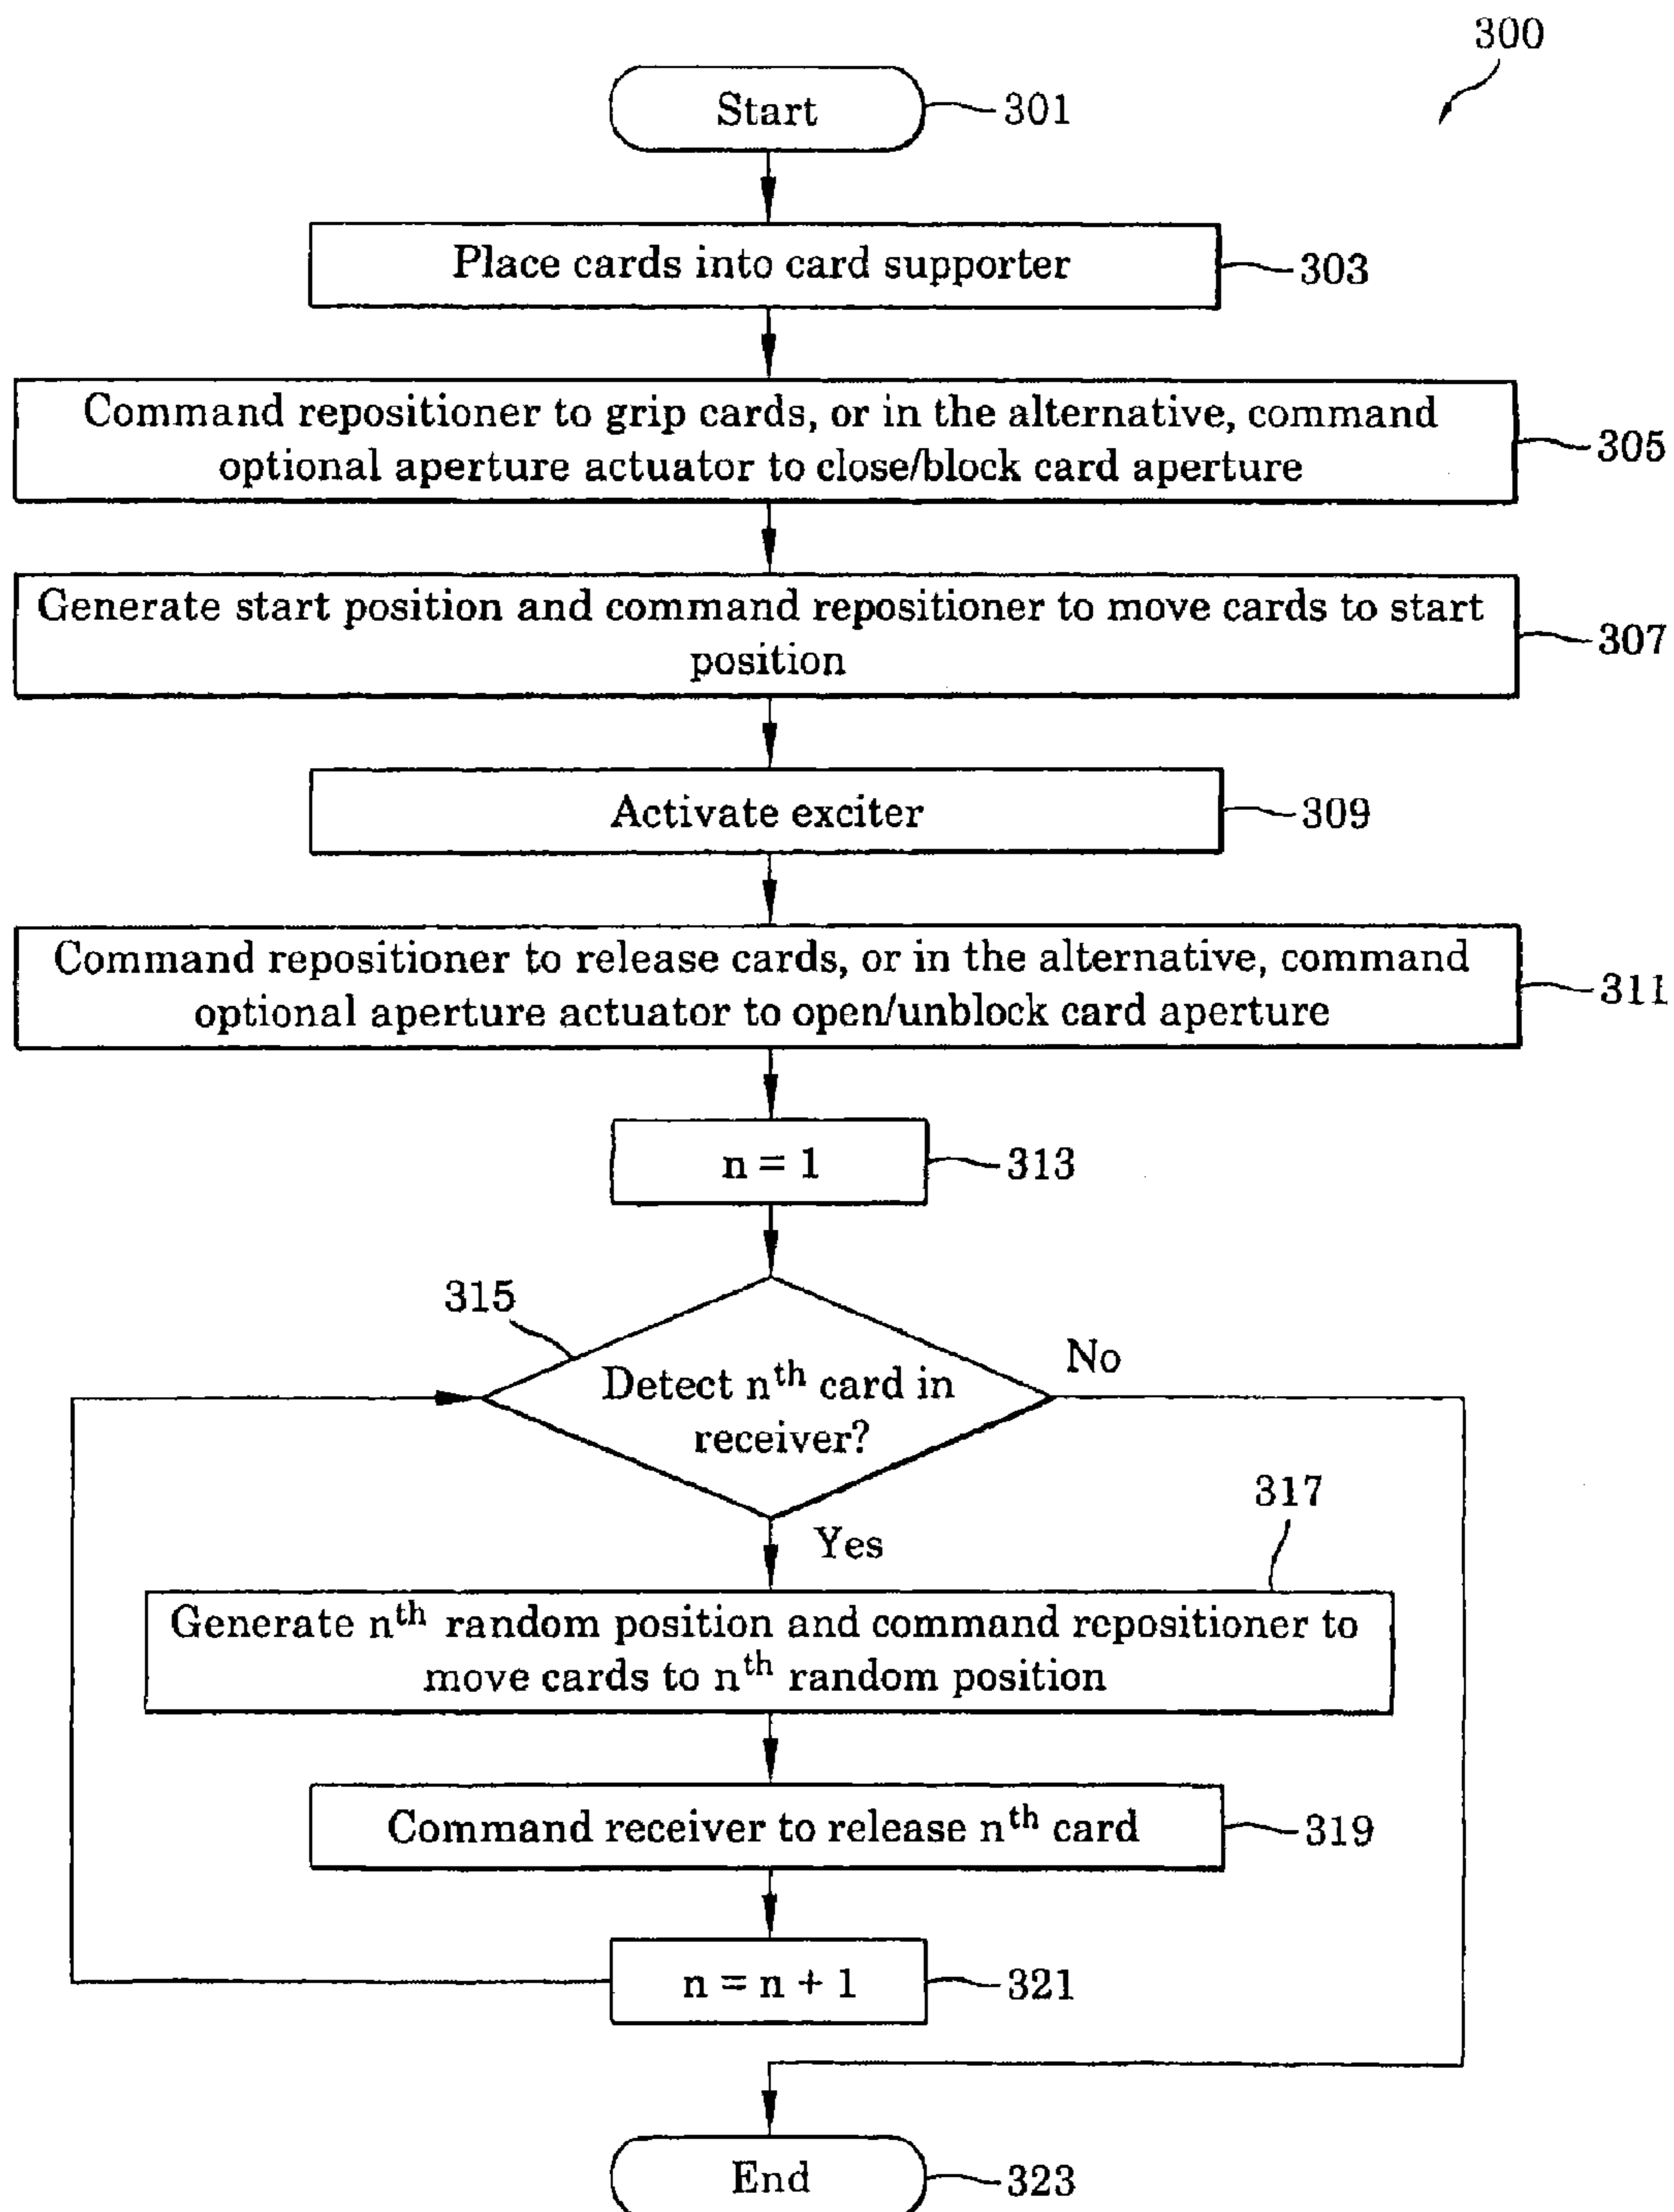 300
Start
301
Place cards into card supporter
303
Command repositioner to grip cards, or in the alternative, command
optional aperture actuator to close/block card aperture
305
Generate start position and command repositioner to move cards to start
position
307
Activate exciter
309
Command repositioner to release cards, or in the alternative, command
optional aperture actuator to open/unblock card aperture
311
n = 1
313
315
Detect nth card in
receiver?
No
Yes
317
Generate nth random position and command repositioner to
move cards to nth random position
Command receiver to release nth card
319
n = n + 1
321
End
323